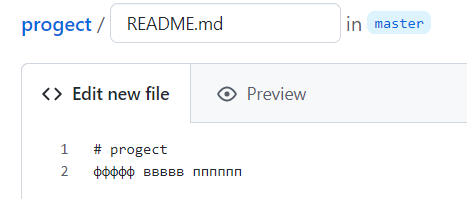 progect / README.md in master
<> Edit new file Preview
1 # progect
2 ффффф ввввв пппппп